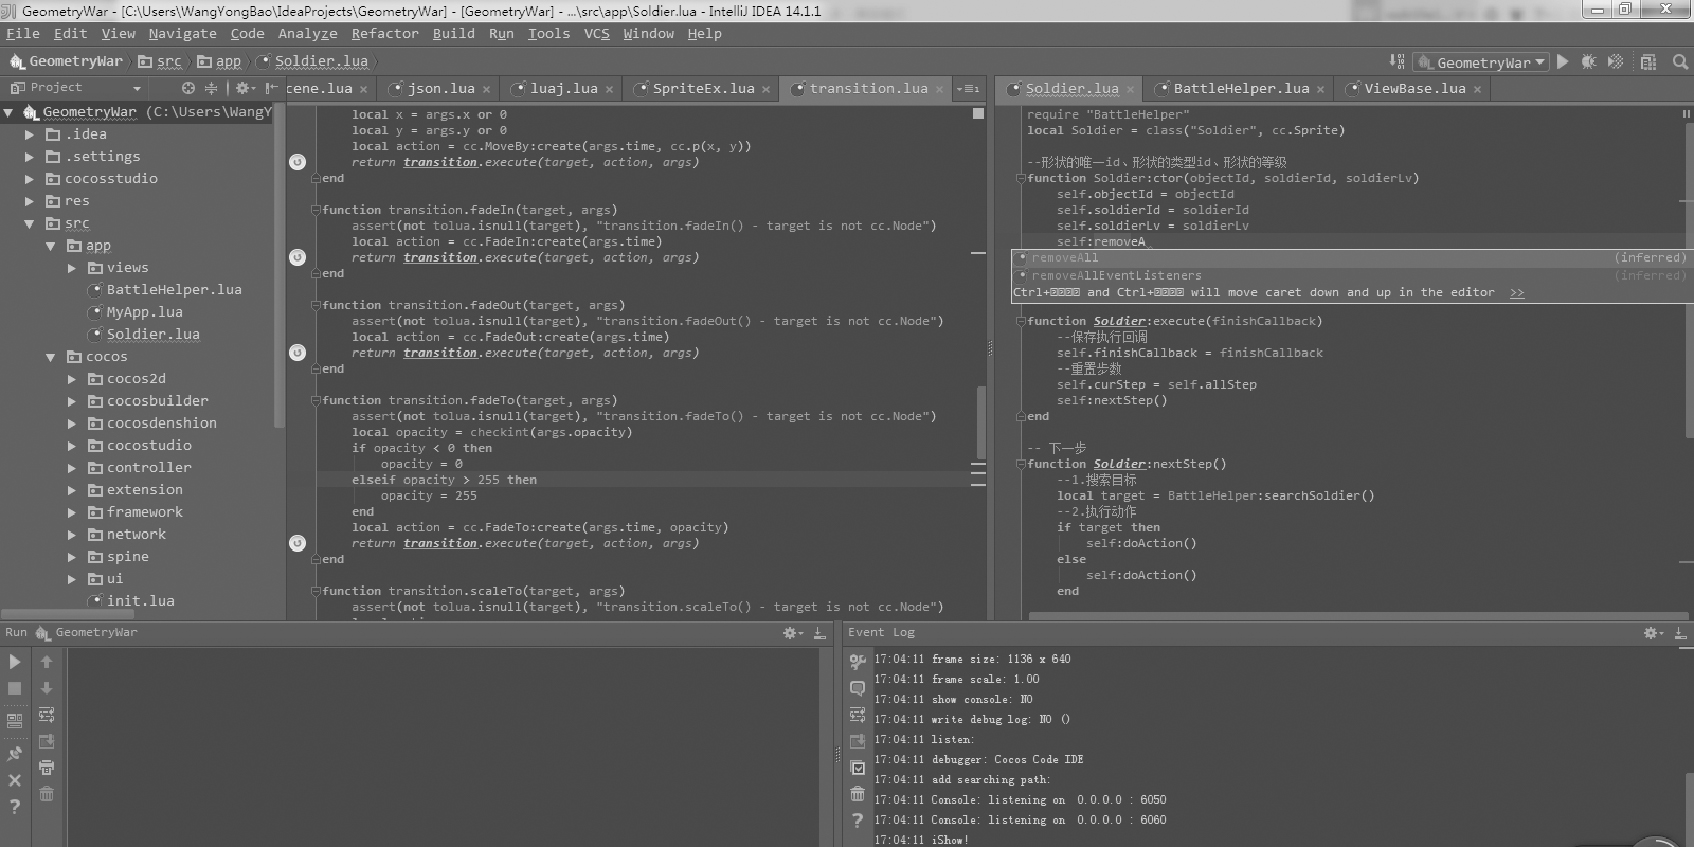 GeometryWar - [C:\Users\WangYongBao\IdeaProjects\GeometryWar] - [GeometryWar] - ...\src\app\Soldier.lua - IntelliJ IDEA 14.1.1
File Edit View Navigate Code Analyze Refactor Build Run Tools VCS Window Help
GeometryWar src app Soldier.lua
GeometryWar
Project
GeometryWar (C:\Users\WangY
.idea
.settings
cocosstudio
res
src
app
views
BattleHelper.lua
MyApp.lua
Soldier.lua
cocos
cocos2d
cocosbuilder
cocosdenshion
cocostudio
controller
extension
framework
network
spine
ui
init.lua
cene.lua json.lua luaj.lua SpriteEx.lua transition.lua
local x = args.x or 0
local y = args.y or 0
local action = cc.MoveBy:create(args.time, cc.p(x, y))
return transition.execute(target, action, args)
end
function transition.fadeIn(target, args)
assert(not tolua.isnull(target), "transition.fadeIn() - target is not cc.Node")
local action = cc.FadeIn:create(args.time)
return transition.execute(target, action, args)
end
function transition.fadeOut(target, args)
assert(not tolua.isnull(target), "transition.fadeOut() - target is not cc.Node")
local action = cc.FadeOut:create(args.time)
return transition.execute(target, action, args)
end
function transition.fadeTo(target, args)
assert(not tolua.isnull(target), "transition.fadeTo() - target is not cc.Node")
local opacity = checkint(args.opacity)
if opacity < 0 then
opacity = 0
elseif opacity > 255 then
opacity = 255
end
local action = cc.FadeTo:create(args.time, opacity)
return transition.execute(target, action, args)
end
function transition.scaleTo(target, args)
assert(not tolua.isnull(target), "transition.scaleTo() - target is not cc.Node")
Soldier.lua BattleHelper.lua ViewBase.lua
require "BattleHelper"
local Soldier = class("Soldier", cc.Sprite)
--形状的唯一id、形状的类型id、形状的等级
function Soldier:ctor(objectId, soldierId, soldierLv)
self.objectId = objectId
self.soldierId = soldierId
self.soldierLv = soldierLv
self:removeA
removeAll (inferred)
removeAllEventListeners (inferred)
Ctrl+ and Ctrl+ will move caret down and up in the editor >>
function Soldier:execute(finishCallback)
--保存执行回调
self.finishCallback = finishCallback
--重置步数
self.curStep = self.allStep
self:nextStep()
end
-- 下一步
function Soldier:nextStep()
--1.搜索目标
local target = BattleHelper:searchSoldier()
--2.执行动作
if target then
self:doAction()
else
self:doAction()
end
Run GeometryWar
Event Log
17:04:11 frame size: 1136 x 640
17:04:11 frame scale: 1.00
17:04:11 show console: NO
17:04:11 write debug log: NO ()
17:04:11 listen:
17:04:11 debugger: Cocos Code IDE
17:04:11 add searching path:
17:04:11 Console: listening on 0.0.0.0 : 6050
17:04:11 Console: listening on 0.0.0.0 : 6060
17:04:11 iShow!